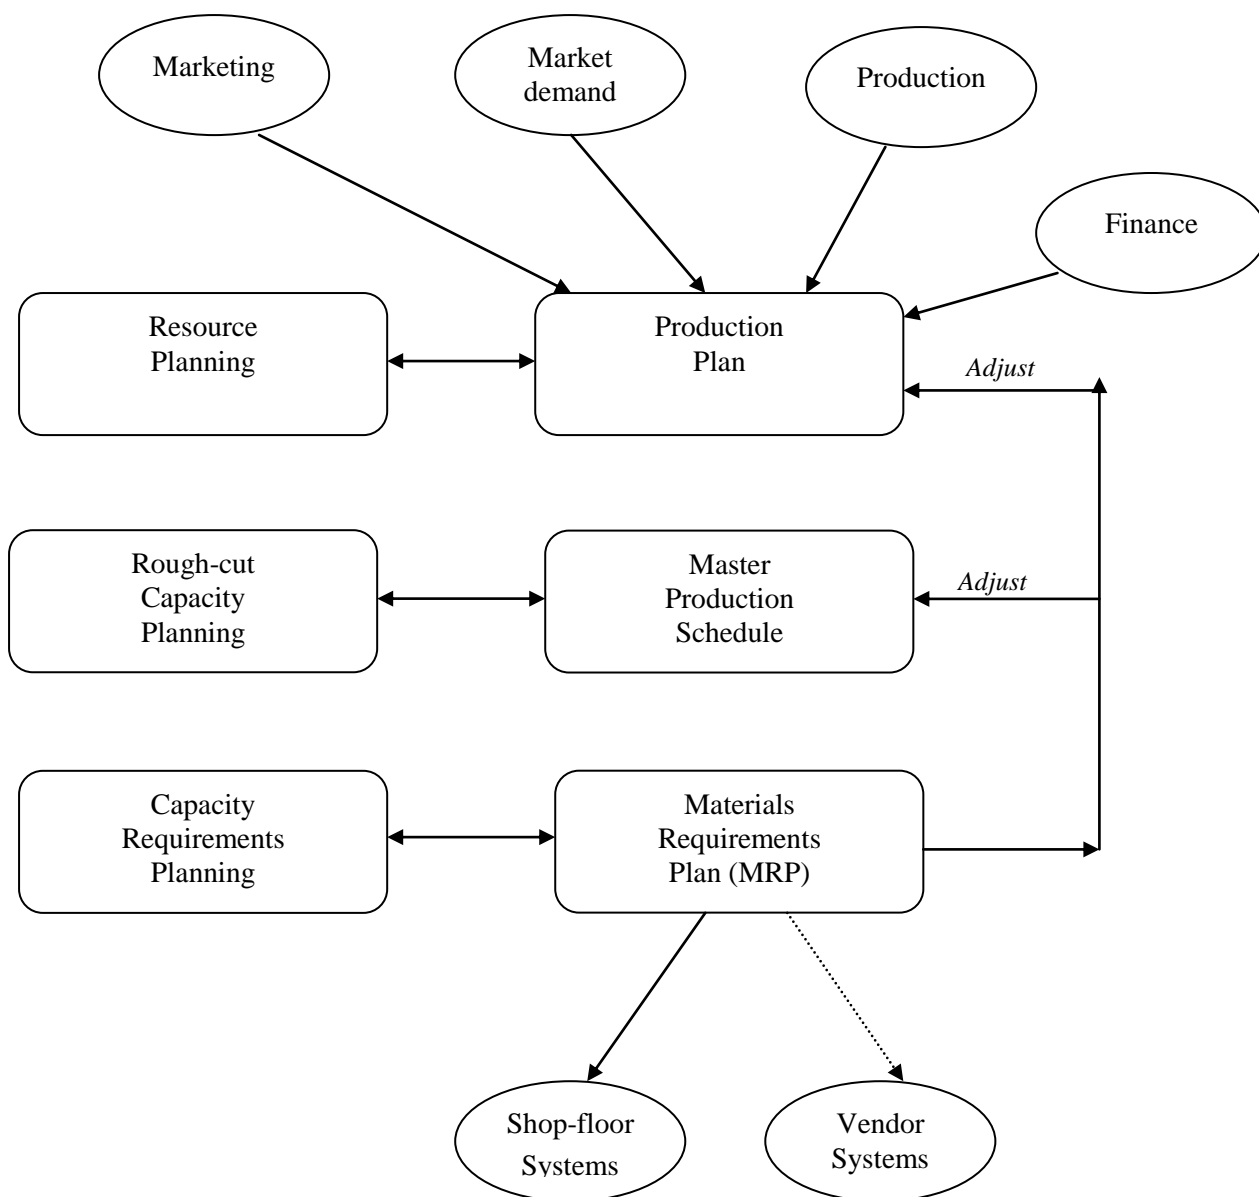 Marketing
Market
demand
Production
Finance
Resource
Planning
Production
Plan
Adjust
Rough-cut
Capacity
Planning
Master
Production
Schedule
Adjust
Capacity
Requirements
Planning
Materials
Requirements
Plan (MRP)
Shop-floor
Systems
Vendor
Systems